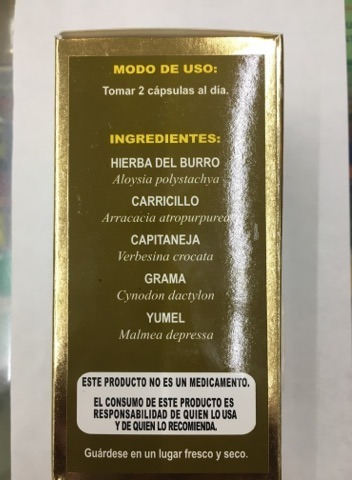 MODO DE USO:
Tomar 2 cápsulas al día.
INGREDIENTES:
HIERBA DEL BURRO
Aloysia polystachya
CARRICILLO
Arracacia atropurpurea
CAPITANEJA
Verbesina crocata
GRAMA
Cynodon dactylon
YUMEL
Malmea depressa
ESTE PRODUCTO NO ES UN MEDICAMENTO.
EL CONSUMO DE ESTE PRODUCTO ES
RESPONSABILIDAD DE QUIEN LO USA
Y DE QUIEN LO RECOMIENDA.
Guárdese en un lugar fresco y seco.